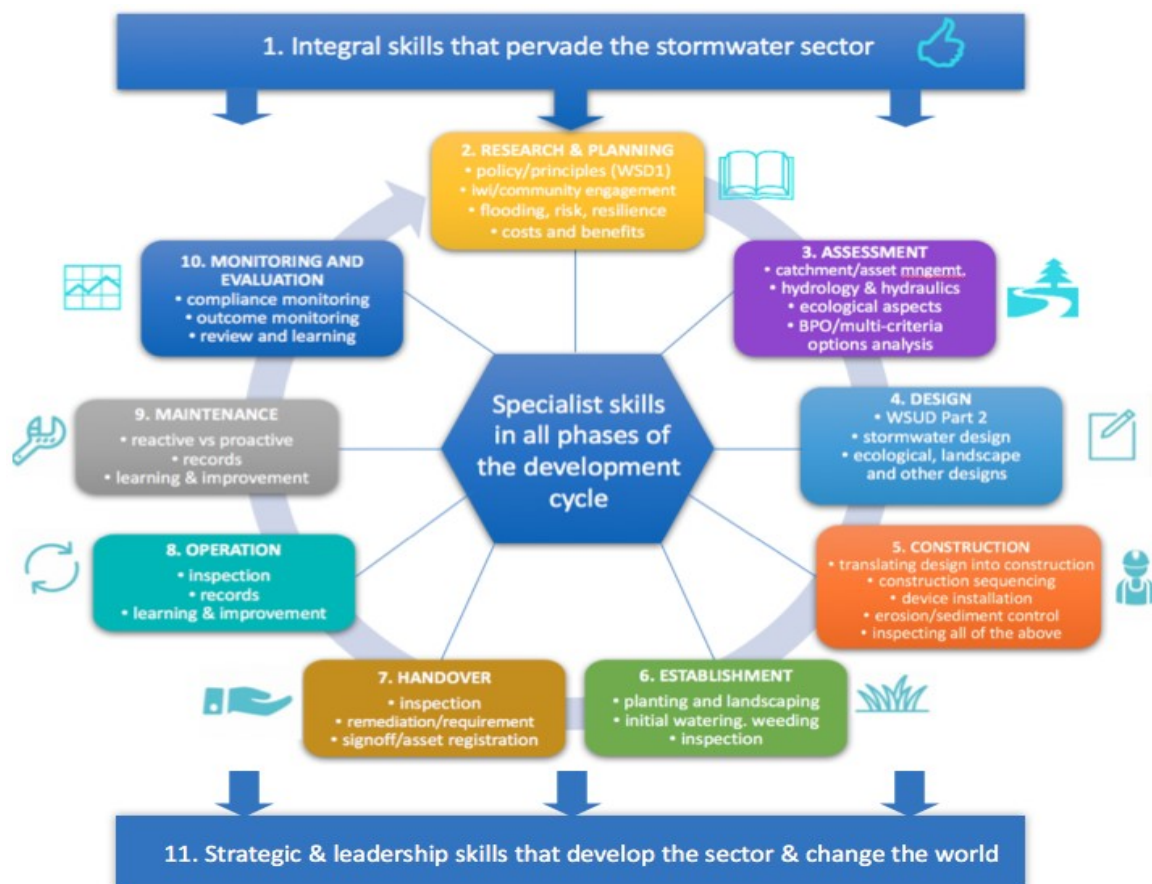 1. Integral skills that pervade the stormwater sector
2. RESEARCH & PLANNING
• policy/principles (WSD1)
• iwi/community engagement
• flooding, risk, resilience
• costs and benefits
3. ASSESSMENT
• catchment/asset mngemt.
• hydrology & hydraulics
• ecological aspects
• BPO/multi-criteria
options analysis
4. DESIGN
• WSUD Part 2
• stormwater design
• ecological, landscape
and other designs
5. CONSTRUCTION
• translating design into construction
• construction sequencing
• device installation
• erosion/sediment control
• inspecting all of the above
6. ESTABLISHMENT
• planting and landscaping
• initial watering. weeding
• inspection
7. HANDOVER
• inspection
• remediation/requirement
• signoff/asset registration
8. OPERATION
• inspection
• records
• learning & improvement
9. MAINTENANCE
• reactive vs proactive
• records
• learning & improvement
10. MONITORING AND
EVALUATION
• compliance monitoring
• outcome monitoring
• review and learning
Specialist skills
in all phases of
the development
cycle
11. Strategic & leadership skills that develop the sector & change the world